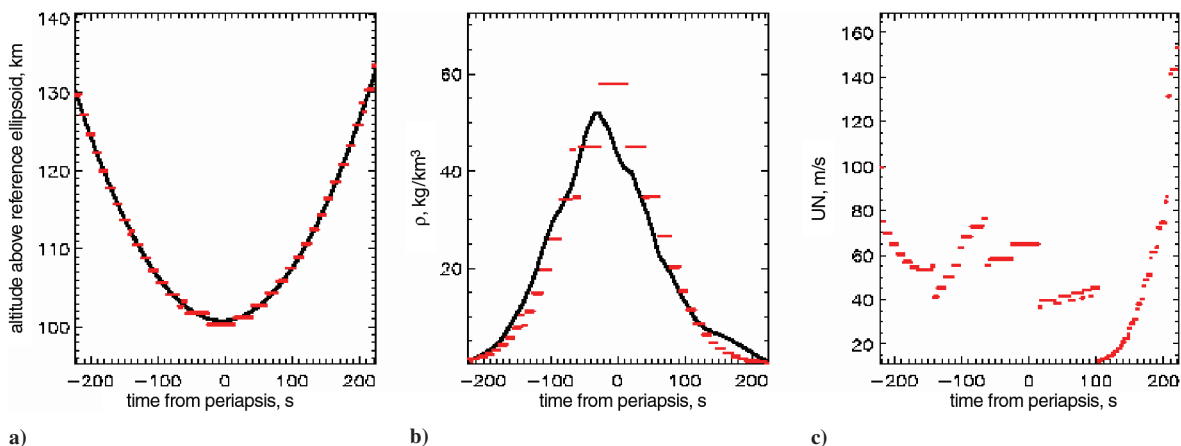 140
130
120
110
100
altitude above reference ellipsoid, km
−200 −100 0 100 200
time from periapsis, s
a)
60
40
20
ρ, kg/km³
−200 −100 0 100 200
time from periapsis, s
b)
160
140
120
100
80
60
40
20
UN, m/s
−200 −100 0 100 200
time from periapsis, s
c)